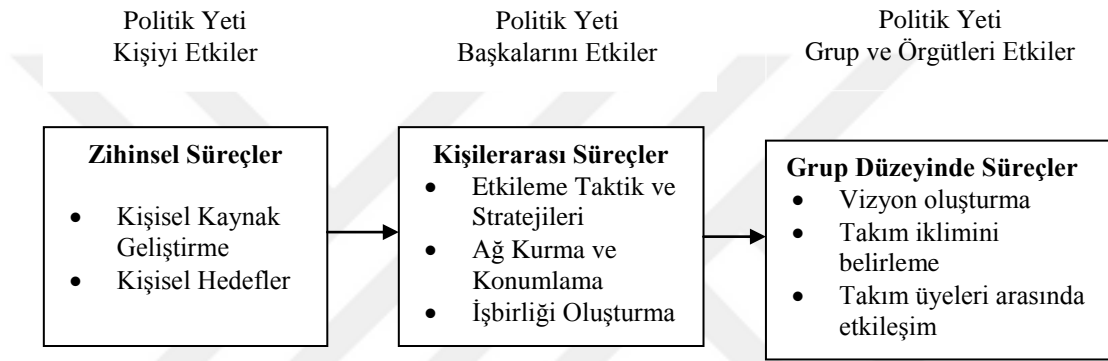 Politik Yeti
Kişiyi Etkiler
Politik Yeti
Başkalarını Etkiler
Politik Yeti
Grup ve Örgütleri Etkiler
Zihinsel Süreçler
• Kişisel Kaynak
Geliştirme
• Kişisel Hedefler
Kişilerarası Süreçler
• Etkileme Taktik ve
Stratejileri
• Ağ Kurma ve
Konumlama
• İşbirliği Oluşturma
Grup Düzeyinde Süreçler
• Vizyon oluşturma
• Takım iklimini
belirleme
• Takım üyeleri arasında
etkileşim